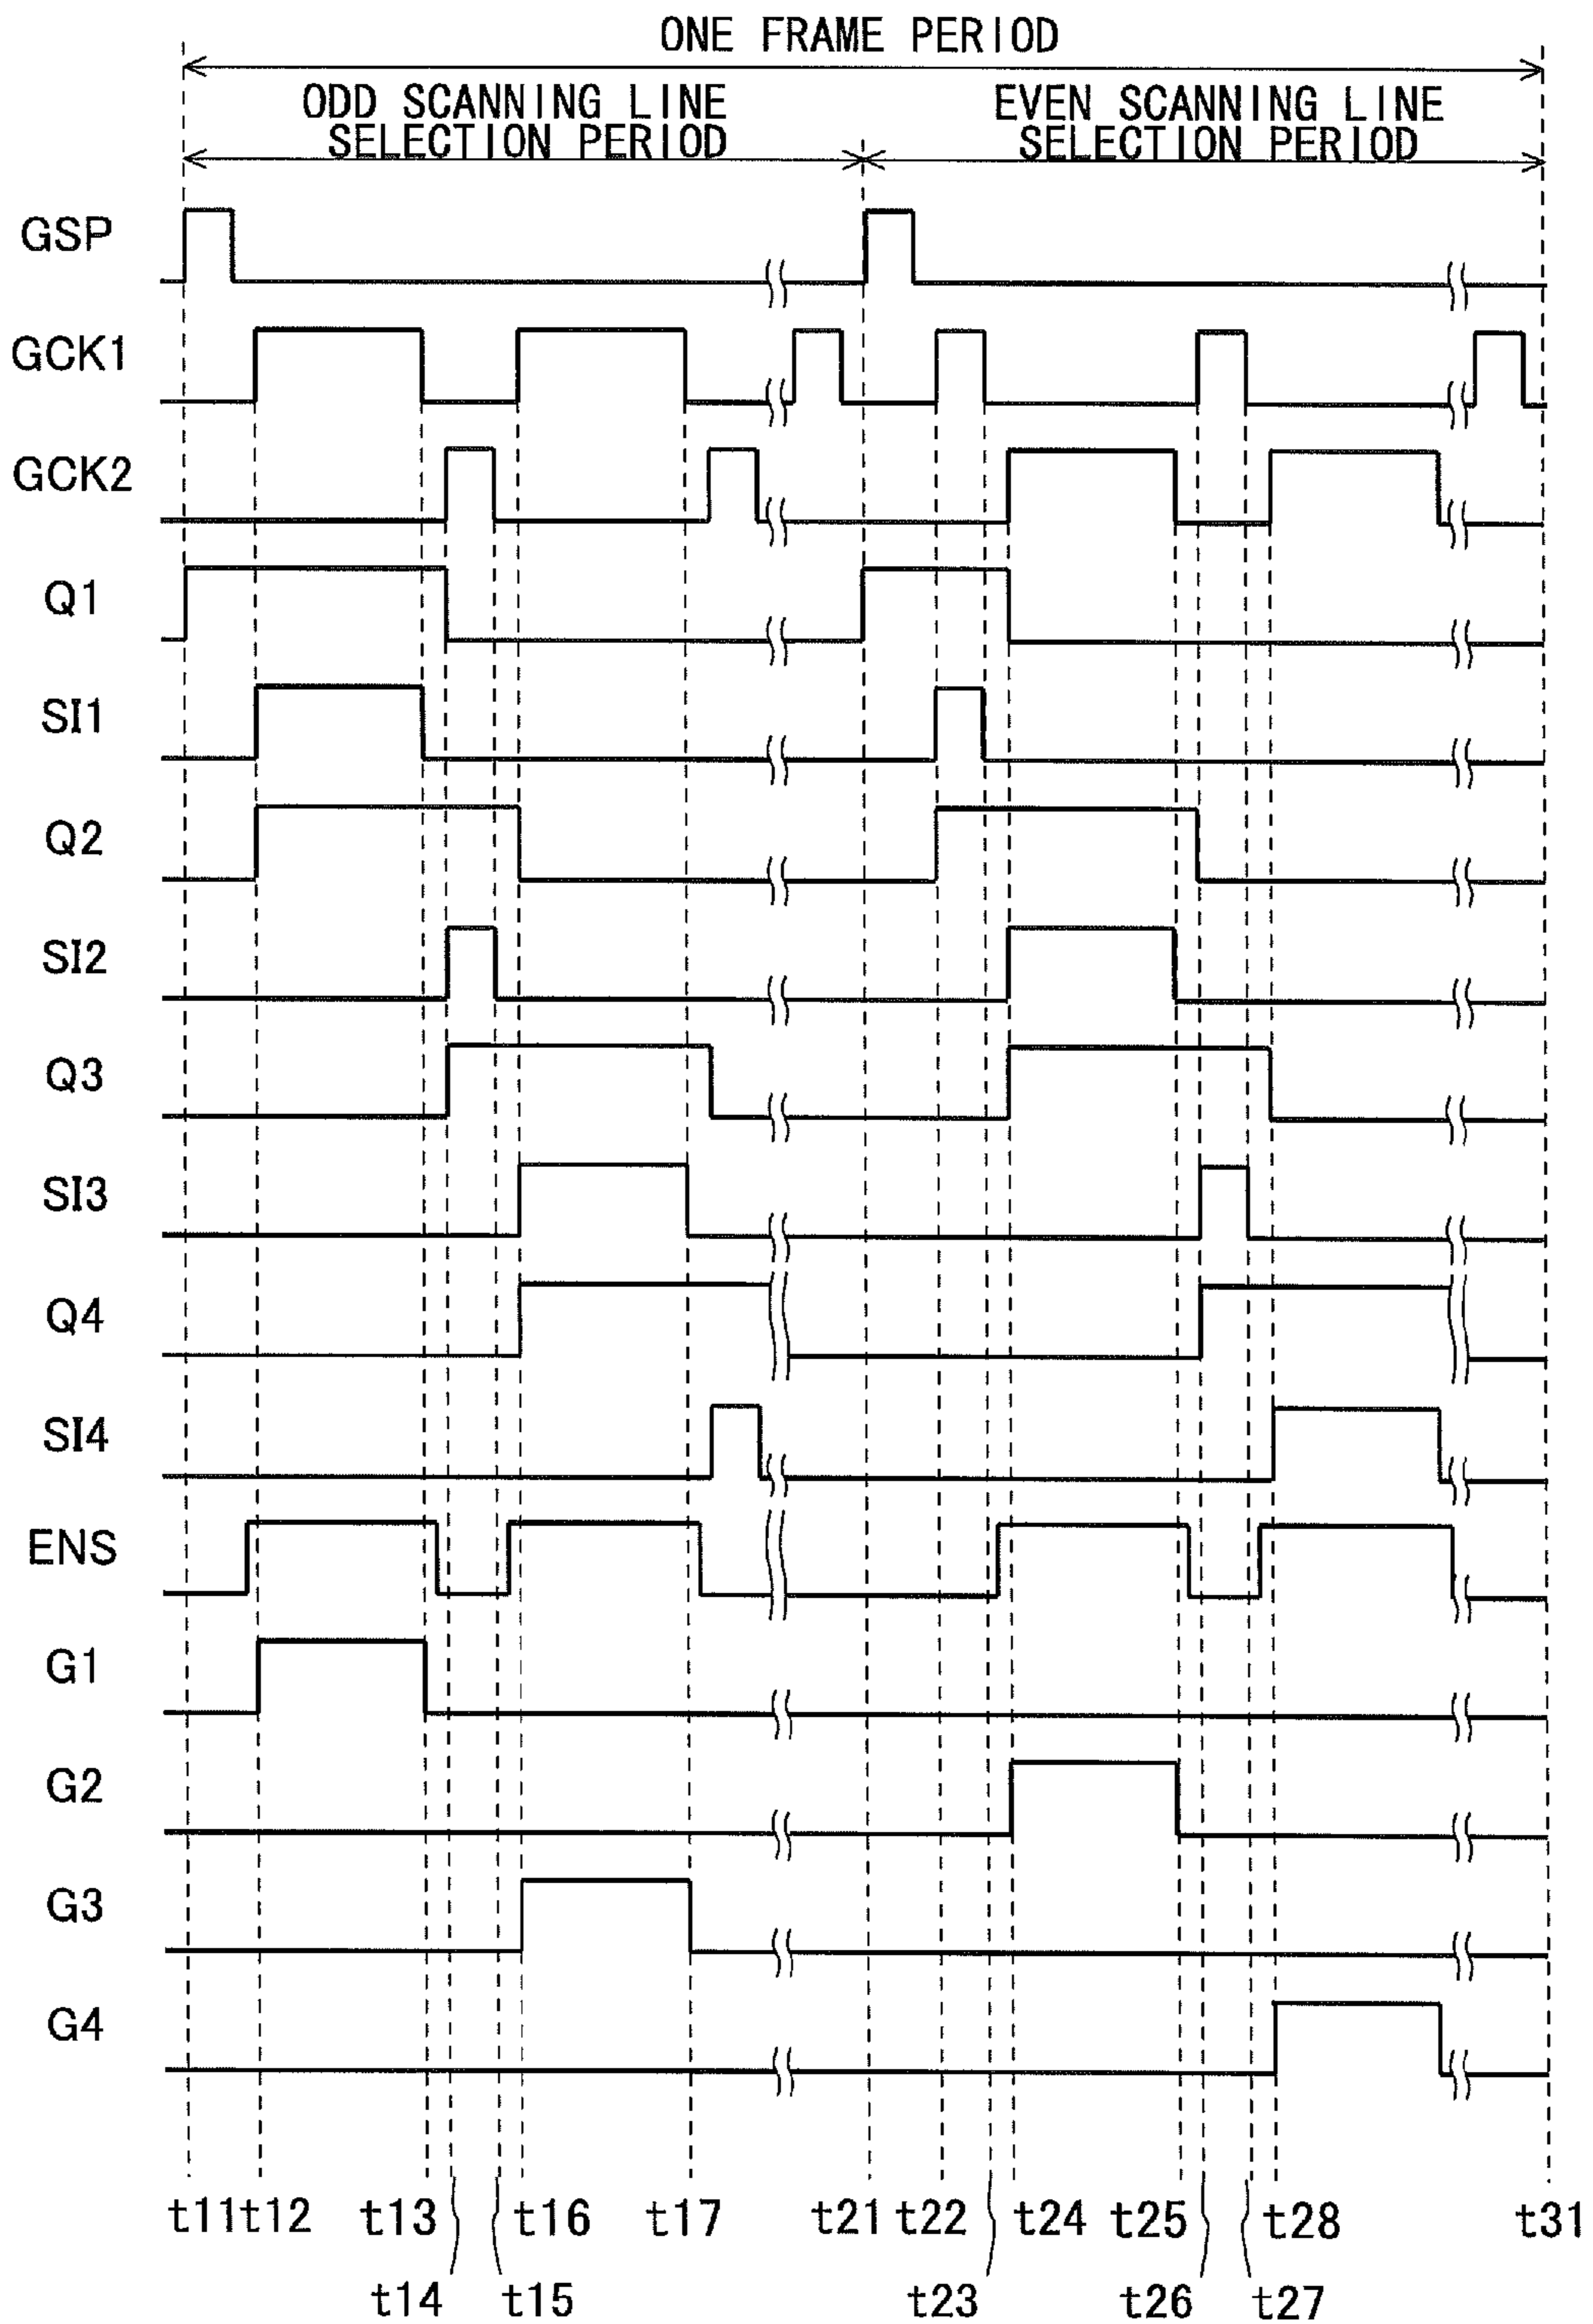 ONE FRAME PERIOD
ODD SCANNING LINE
SELECTION PERIOD
EVEN SCANNING LINE
SELECTION PERIOD
GSP
GCK1
GCK2
Q1
SI1
Q2
SI2
Q3
SI3
Q4
SI4
ENS
G1
G2
G3
G4
t11 t12 t13 t16 t17 t21 t22 t24 t25 t28 t31
t14 t15 t23 t26 t27